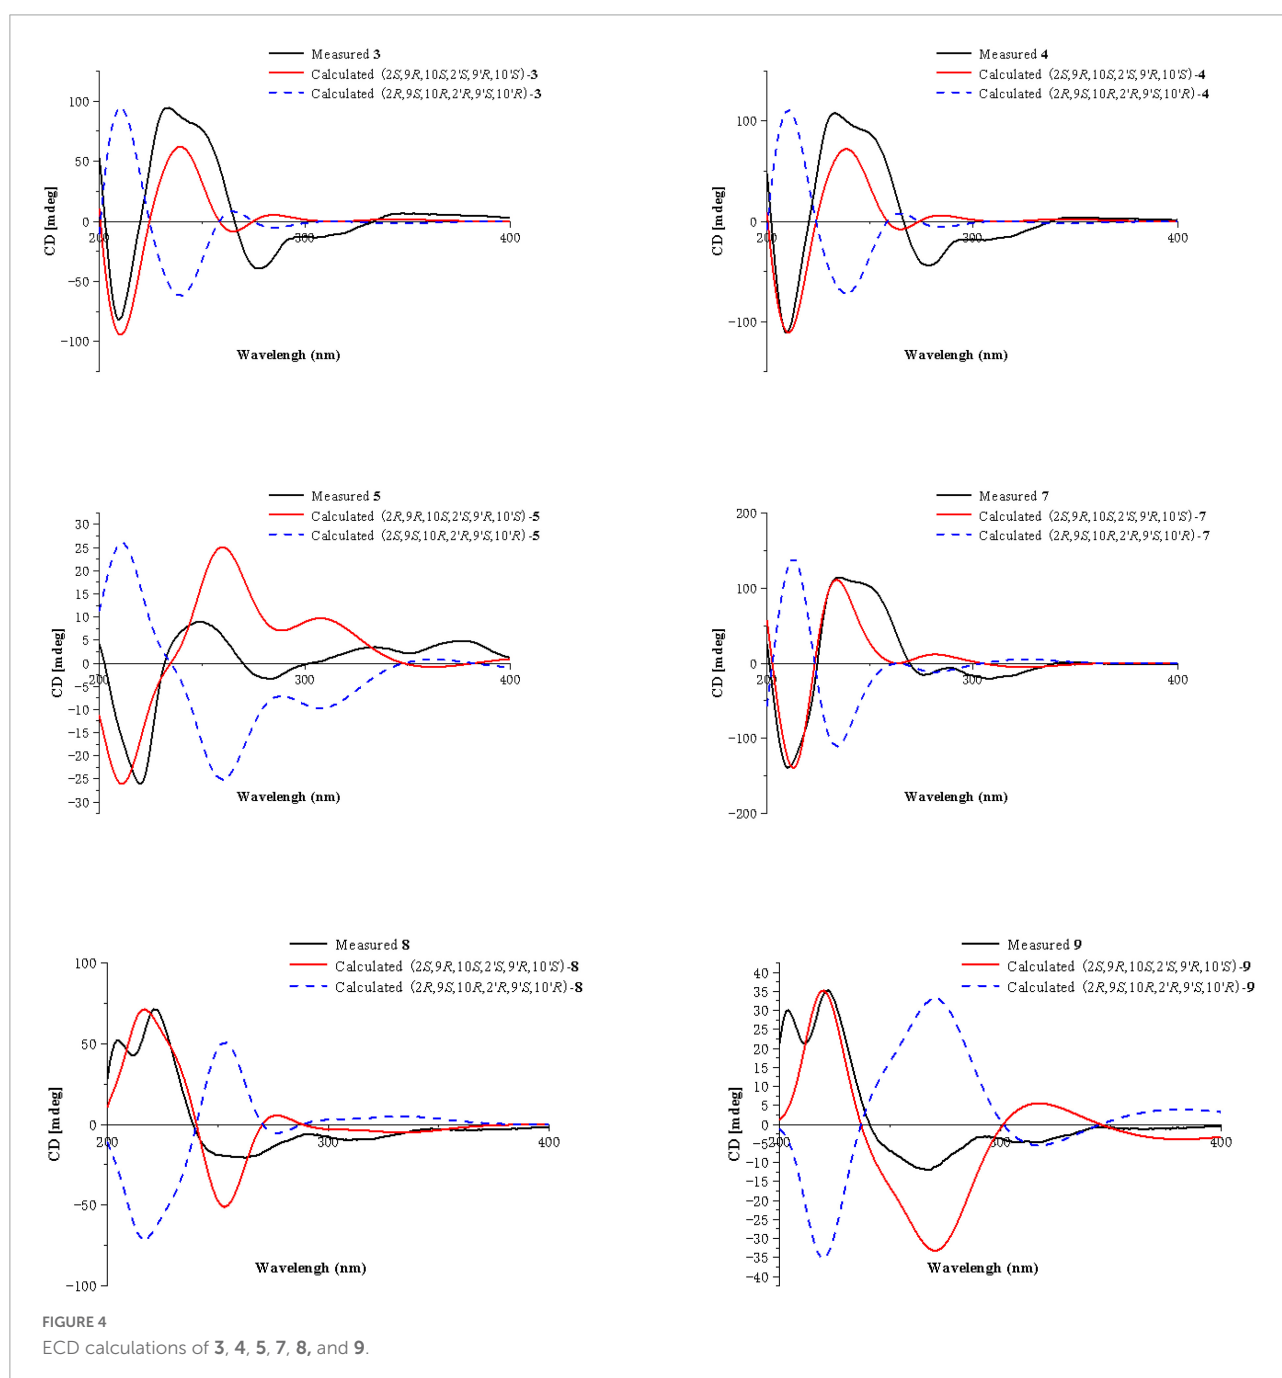 Measured 3
Calculated (2S,9R,10S,2'S,9'R,10'S)-3
Calculated (2R,9S,10R,2'R,9'S,10'R)-3
100
50
0
−50
−100
200
300
400
CD [mdeg]
Wavelengh (nm)
Measured 4
Calculated (2S,9R,10S,2'S,9'R,10'S)-4
Calculated (2R,9S,10R,2'R,9'S,10'R)-4
100
0
−100
200
300
400
CD [mdeg]
Wavelengh (nm)
Measured 5
Calculated (2R,9R,10S,2'S,9'R,10'S)-5
Calculated (2S,9S,10R,2'R,9'S,10'R)-5
30
25
20
15
10
5
0
−5
−10
−15
−20
−25
−30
200
300
400
CD [mdeg]
Wavelengh (nm)
Measured 7
Calculated (2S,9R,10S,2'S,9'R,10'S)-7
Calculated (2R,9S,10R,2'R,9'S,10'R)-7
200
100
0
−100
−200
200
300
400
CD [mdeg]
Wavelengh (nm)
Measured 8
Calculated (2S,9R,10S,2'S,9'R,10'S)-8
Calculated (2R,9S,10R,2'R,9'S,10'R)-8
100
50
0
−50
−100
200
300
400
CD [mdeg]
Wavelengh (nm)
Measured 9
Calculated (2S,9R,10S,2'S,9'R,10'S)-9
Calculated (2R,9S,10R,2'R,9'S,10'R)-9
40
35
30
25
20
15
10
5
0
−5
−10
−15
−20
−25
−30
−35
−40
200
300
400
CD [mdeg]
Wavelengh (nm)
FIGURE 4
ECD calculations of 3, 4, 5, 7, 8, and 9.